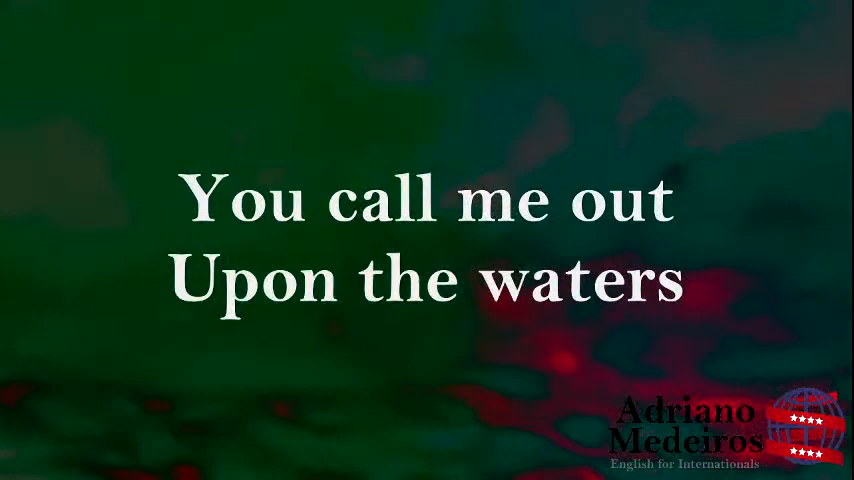 You call me out
Upon the waters
Adriano
Medeiros
English for Internationals